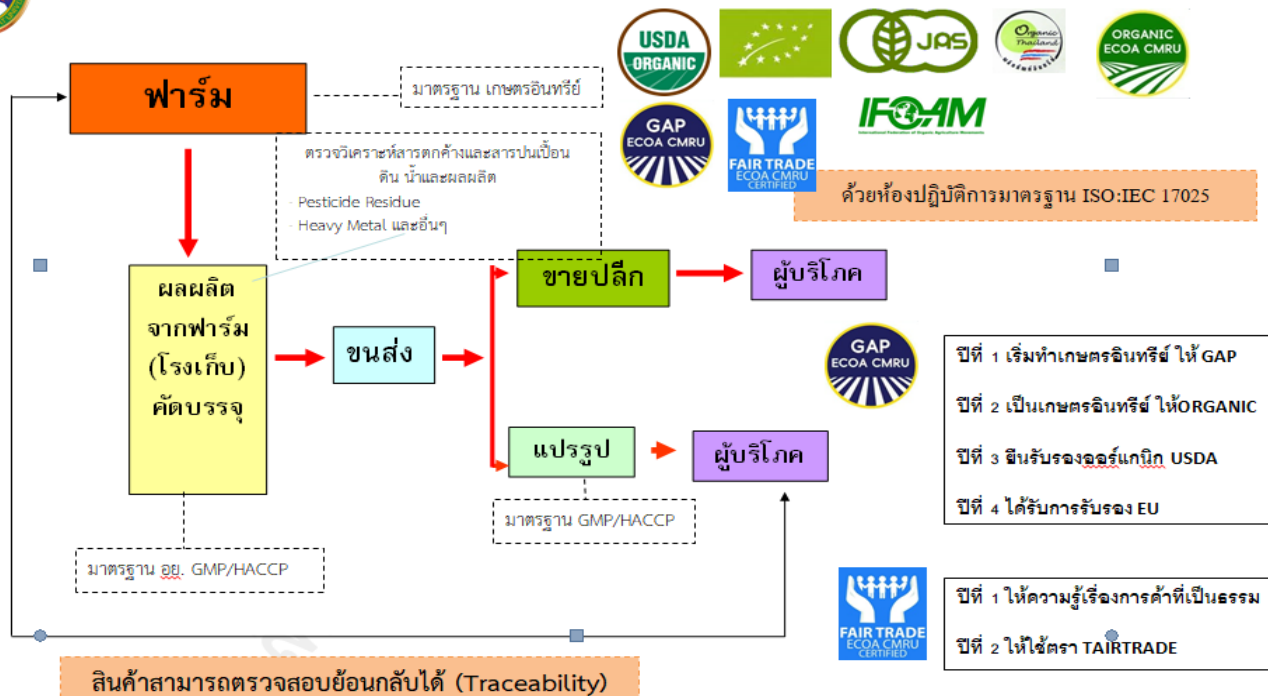 USDA
ORGANIC
JAS
Organic
Thailand
ORGANIC
ECOA CMRU
ฟาร์ม
มาตรฐาน เกษตรอินทรีย์
GAP
ECOA CMRU
FAIR TRADE
ECOA CMRU
CERTIFIED
IFOAM
International Federation of Organic Agriculture Movements
ตรวจวิเคราะห์สารตกค้างและสารปนเปื้อน
ดิน น้ำและผลผลิต
- Pesticide Residue
- Heavy Metal และอื่นๆ
ด้วยห้องปฏิบัติการมาตรฐาน ISO:IEC 17025
ผลผลิต
จากฟาร์ม
(โรงเก็บ)
คัดบรรจุ
ขนส่ง
ขายปลีก
ผู้บริโภค
แปรรูป
ผู้บริโภค
มาตรฐาน GMP/HACCP
มาตรฐาน อย. GMP/HACCP
GAP
ECOA CMRU
ปีที่ 1 เริ่มทำเกษตรอินทรีย์ ให้ GAP
ปีที่ 2 เป็นเกษตรอินทรีย์ ให้ORGANIC
ปีที่ 3 ยืนรับรองออร์แกนิก USDA
ปีที่ 4 ได้รับการรับรอง EU
FAIR TRADE
ECOA CMRU
CERTIFIED
ปีที่ 1 ให้ความรู้เรื่องการค้าที่เป็นธรรม
ปีที่ 2 ให้ใช้ตรา TAIRTRADE
สินค้าสามารถตรวจสอบย้อนกลับได้ (Traceability)